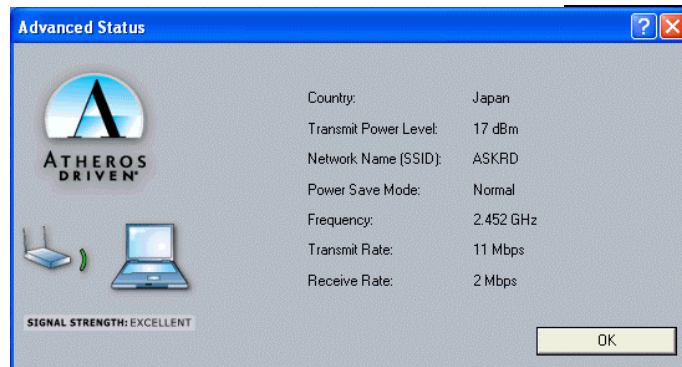 Advanced Status
ATHEROS
DRIVEN
Country: Japan
Transmit Power Level: 17 dBm
Network Name (SSID): ASKRD
Power Save Mode: Normal
Frequency: 2.452 GHz
Transmit Rate: 11 Mbps
Receive Rate: 2 Mbps
SIGNAL STRENGTH: EXCELLENT
OK